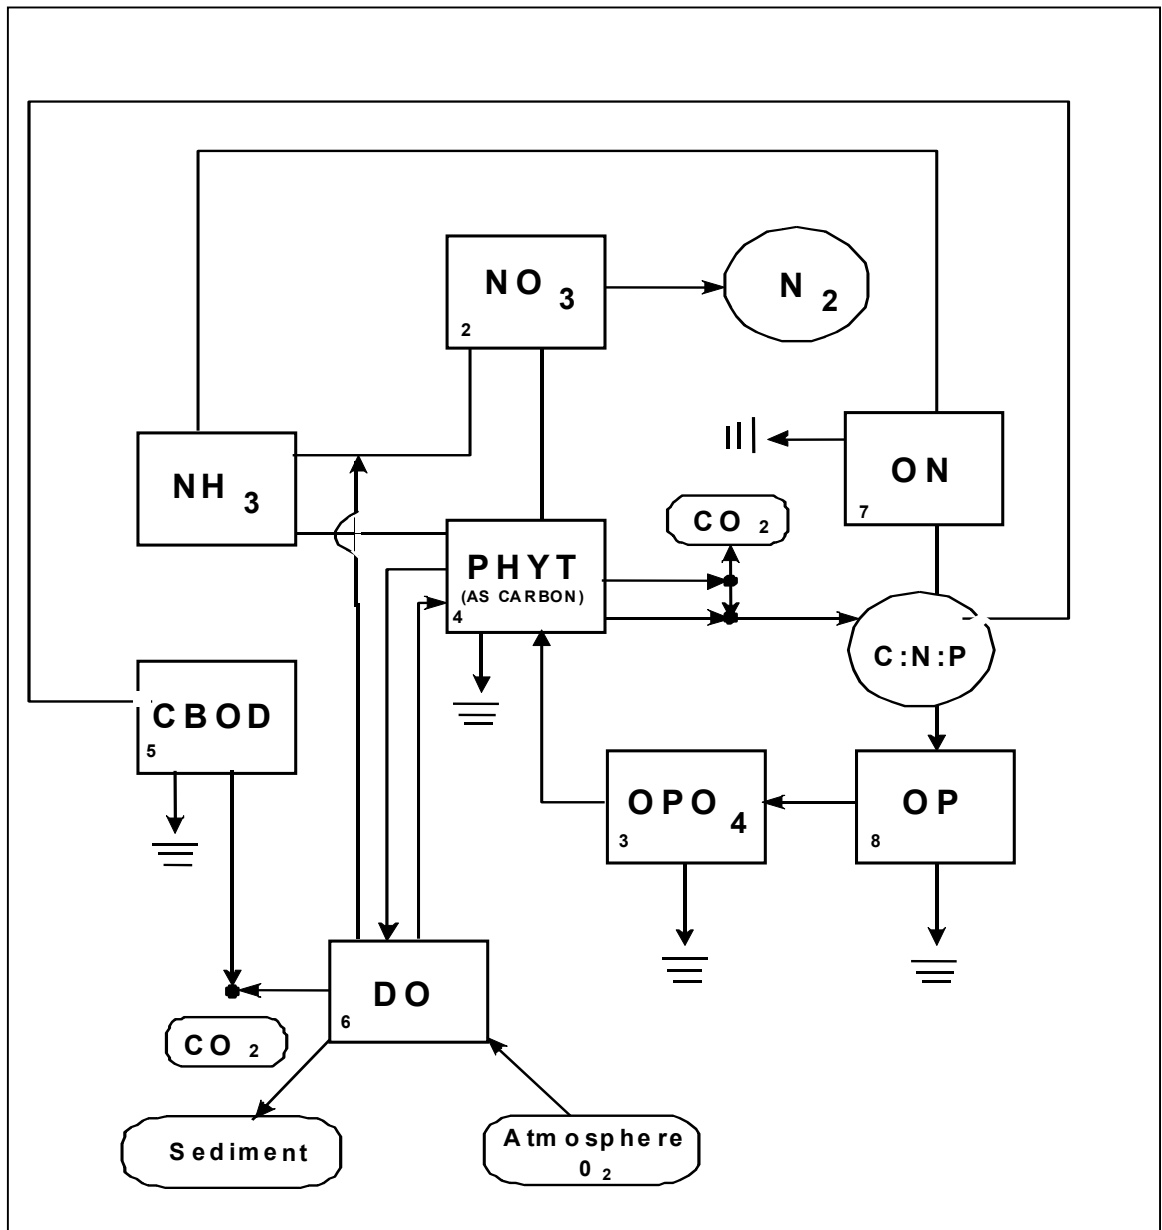 NO 3
2
N 2
NH 3
ON
7
CO 2
PHYT
(AS CARBON)
4
C:N:P
CBOD
5
OPO 4
3
OP
8
DO
6
CO 2
Sediment
Atmosphere
0 2